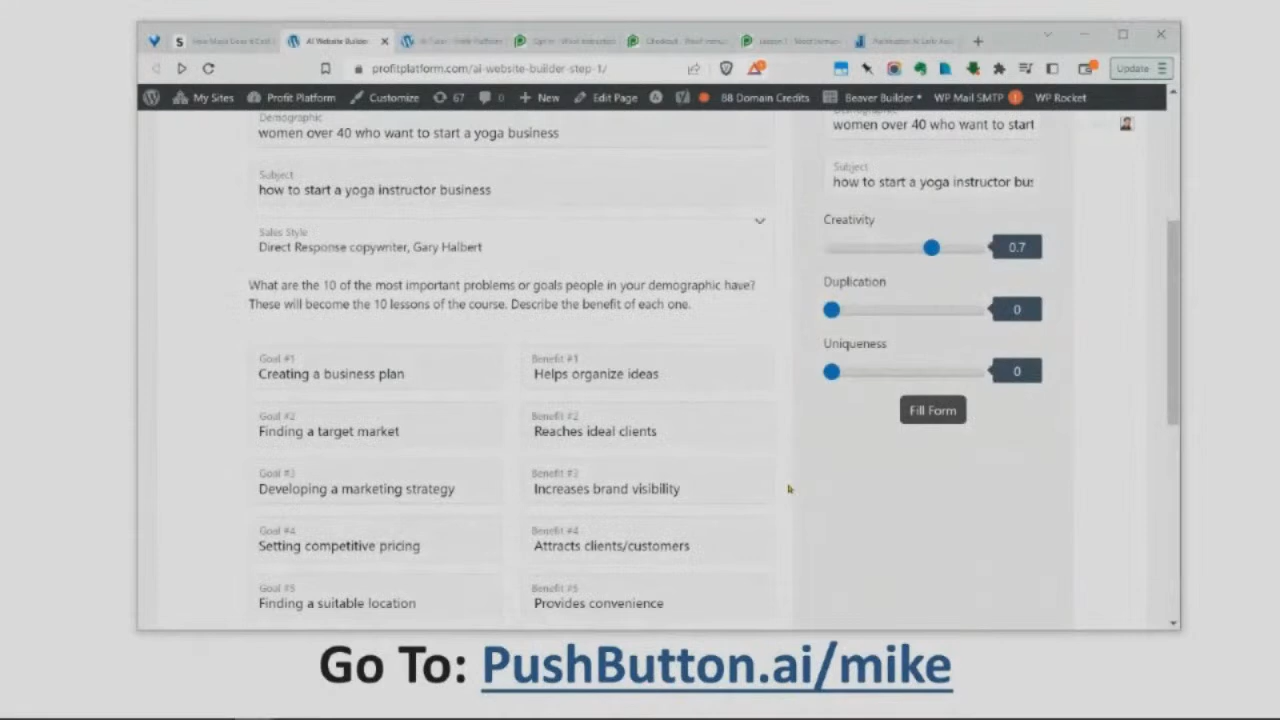 S
AI Website Builder
profitplatform.com/ai-website-builder-step-1/
Update
My Sites
Profit Platform
Customize
67
0
New
Edit Page
BB Domain Credits
Beaver Builder
WP Mail SMTP
1
WP Rocket
Demographic
women over 40 who want to start a yoga business
Subject
how to start a yoga instructor business
Sales Style
Direct Response copywriter, Gary Halbert
What are the 10 of the most important problems or goals people in your demographic have?
These will become the 10 lessons of the course. Describe the benefit of each one.
Goal #1
Creating a business plan
Benefit #1
Helps organize ideas
Goal #2
Finding a target market
Benefit #2
Reaches ideal clients
Goal #3
Developing a marketing strategy
Benefit #3
Increases brand visibility
Goal #4
Setting competitive pricing
Benefit #4
Attracts clients/customers
Goal #5
Finding a suitable location
Benefit #5
Provides convenience
Demographic
women over 40 who want to start
Subject
how to start a yoga instructor bus
Creativity
0.7
Duplication
0
Uniqueness
0
Fill Form
Go To: PushButton.ai/mike